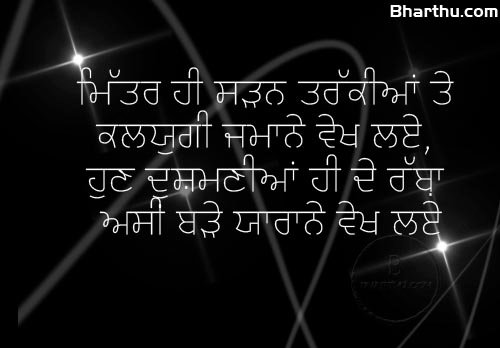 Bharthu.com
ਮਿੱਤਰ ਹੀ ਸੜਨ ਤਰੱਕੀਆਂ ਤੇ
ਕਲਯੁਗੀ ਜਮਾਨੇ ਵੇਖ ਲਏ,
ਹੁਣ ਦੁਸ਼ਮਣੀਆਂ ਹੀ ਦੇ ਰੱਬਾ
ਅਸੀਂ ਬੜੇ ਯਾਰਾਨੇ ਵੇਖ ਲਏ